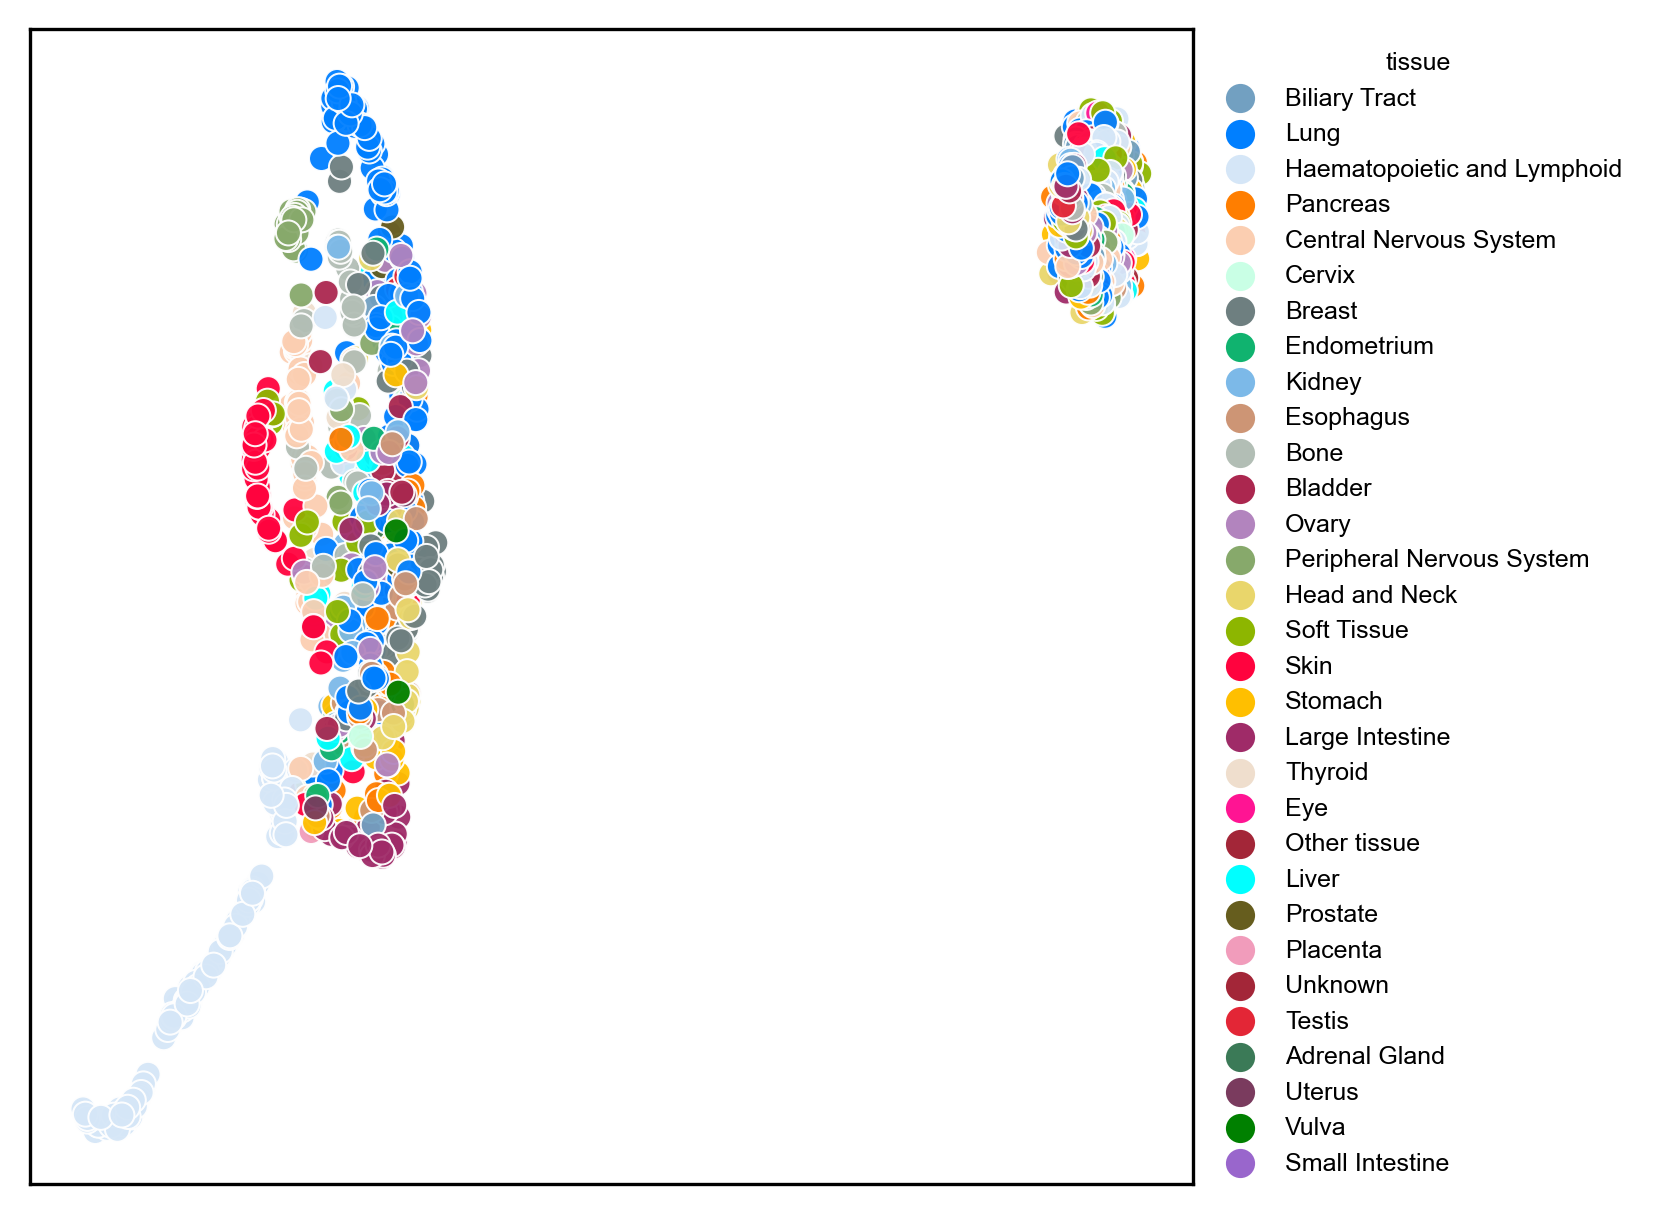 tissue
Biliary Tract
Lung
Haematopoietic and Lymphoid
Pancreas
Central Nervous System
Cervix
Breast
Endometrium
Kidney
Esophagus
Bone
Bladder
Ovary
Peripheral Nervous System
Head and Neck
Soft Tissue
Skin
Stomach
Large Intestine
Thyroid
Eye
Other tissue
Liver
Prostate
Placenta
Unknown
Testis
Adrenal Gland
Uterus
Vulva
Small Intestine